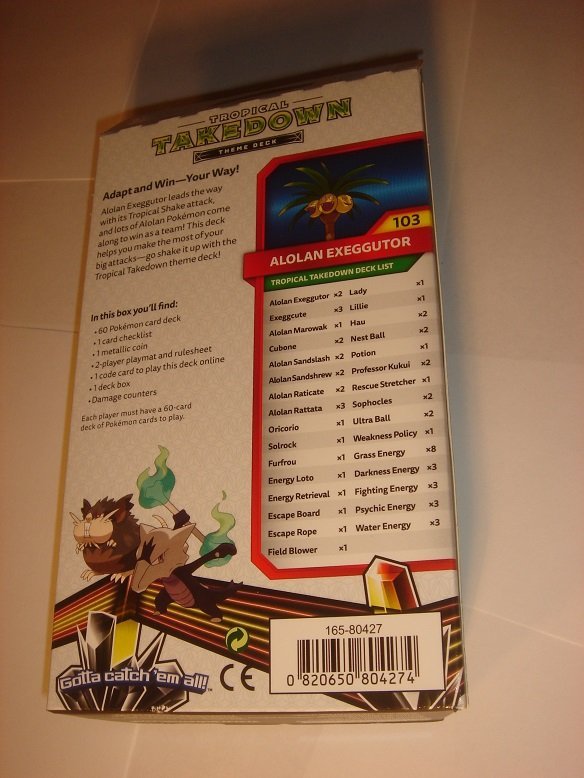 TROPICAL
TAKEDOWN
THEME DECK
Adapt and Win—Your Way!
Alolan Exeggutor leads the way
with its Tropical Shake attack,
and lots of Alolan Pokémon come
along to win as a team! This deck
helps you make the most of your
big attacks—go shake it up with the
Tropical Takedown theme deck!
In this box you'll find:
• 60 Pokémon card deck
• 1 card checklist
• 1 metallic coin
• 2-player playmat and rulesheet
• 1 code card to play this deck online
• 1 deck box
• Damage counters
Each player must have a 60-card
deck of Pokémon cards to play.
103
ALOLAN EXEGGUTOR
TROPICAL TAKEDOWN DECK LIST
Alolan Exeggutor ×2 Lady ×1
Exeggcute ×3 Lillie ×1
Alolan Marowak ×1 Hau ×2
Cubone ×2 Nest Ball ×2
Alolan Sandslash ×2 Potion ×1
Alolan Sandshrew ×2 Professor Kukui ×2
Alolan Raticate ×2 Rescue Stretcher ×1
Alolan Rattata ×3 Sophocles ×2
Oricorio ×1 Ultra Ball ×2
Solrock ×1 Weakness Policy ×1
Furfrou ×1 Grass Energy ×8
Energy Loto ×1 Darkness Energy ×3
Energy Retrieval ×1 Fighting Energy ×3
Escape Board ×1 Psychic Energy ×3
Escape Rope ×1 Water Energy ×3
Field Blower ×1
Gotta catch 'em all!™
CE
165-80427
0 820650 804274